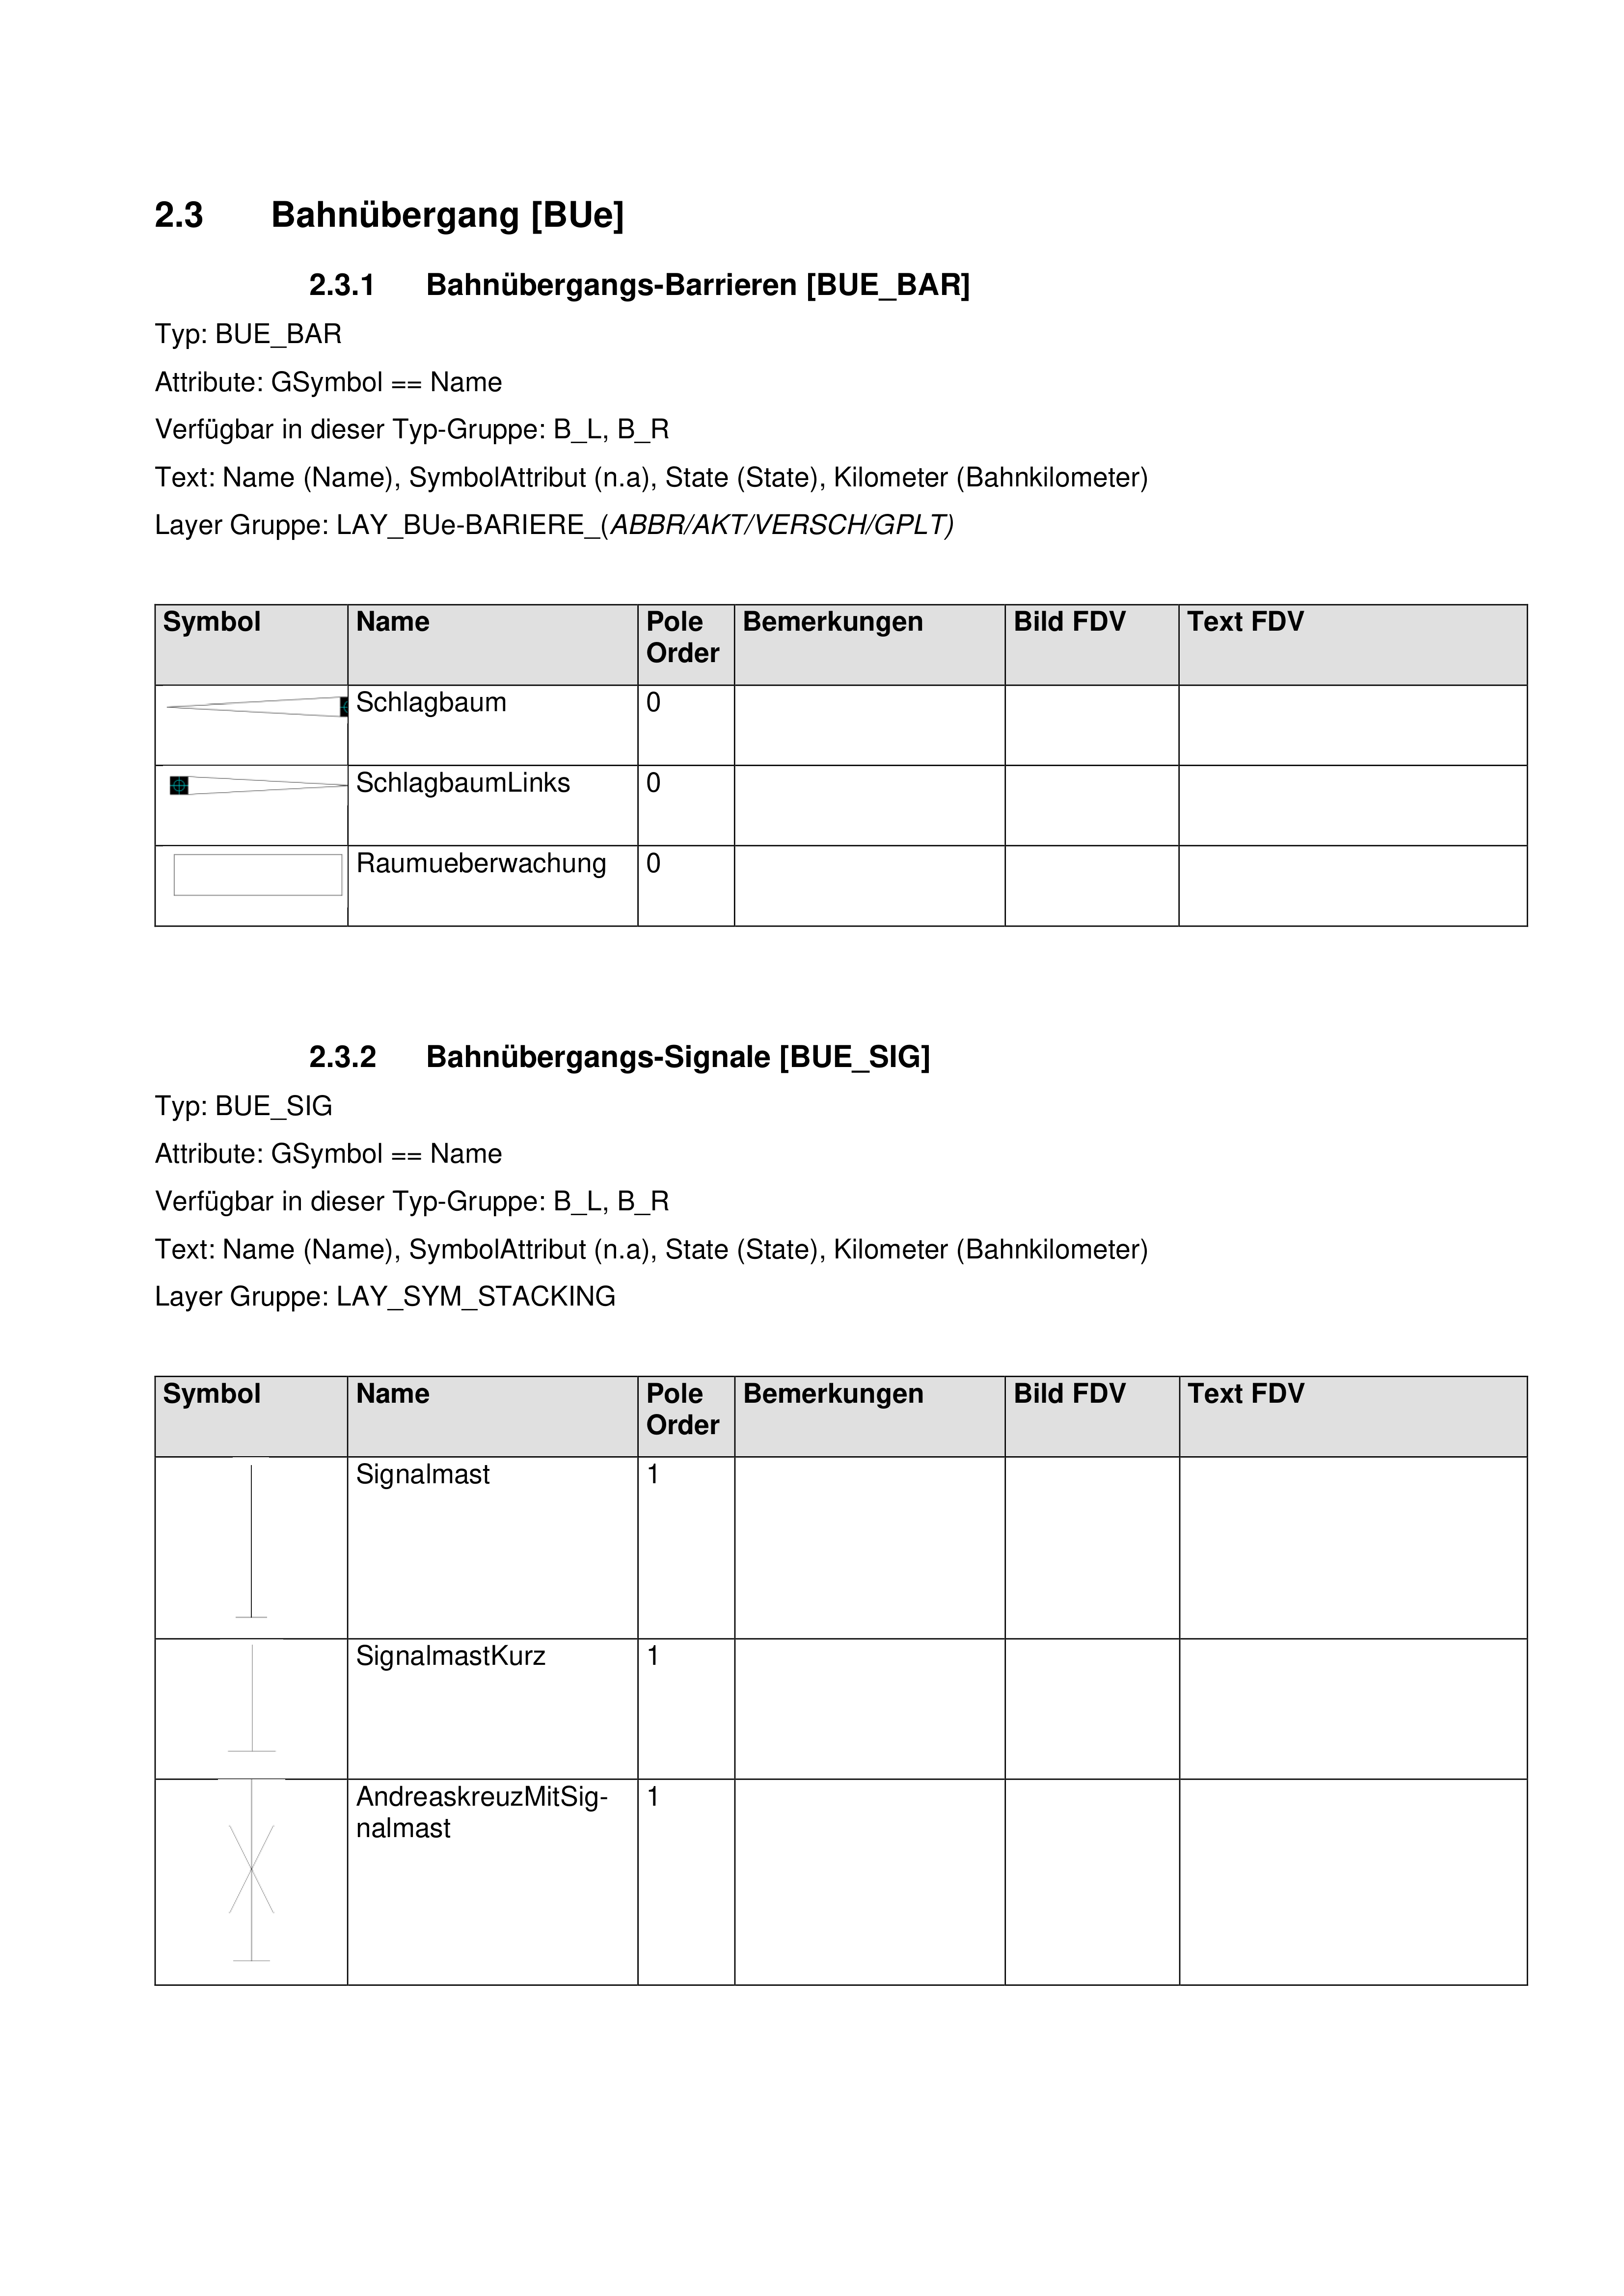 2.3 Bahnübergang [BUe]
2.3.1 Bahnübergangs-Barrieren [BUE_BAR]
Typ: BUE_BAR
Attribute: GSymbol == Name
Verfügbar in dieser Typ-Gruppe: B_L, B_R
Text: Name (Name), SymbolAttribut (n.a), State (State), Kilometer (Bahnkilometer)
Layer Gruppe: LAY_BUe-BARIERE_(ABBR/AKT/VERSCH/GPLT)
Symbol Name Pole Bemerkungen Bild FDV Text FDV
Order
Schlagbaum 0
SchlagbaumLinks 0
Raumueberwachung 0
2.3.2 Bahnübergangs-Signale [BUE_SIG]
Typ: BUE_SIG
Attribute: GSymbol == Name
Verfügbar in dieser Typ-Gruppe: B_L, B_R
Text: Name (Name), SymbolAttribut (n.a), State (State), Kilometer (Bahnkilometer)
Layer Gruppe: LAY_SYM_STACKING
Symbol Name Pole Bemerkungen Bild FDV Text FDV
Order
Signalmast 1
SignalmastKurz 1
AndreaskreuzMitSig- 1
nalmast